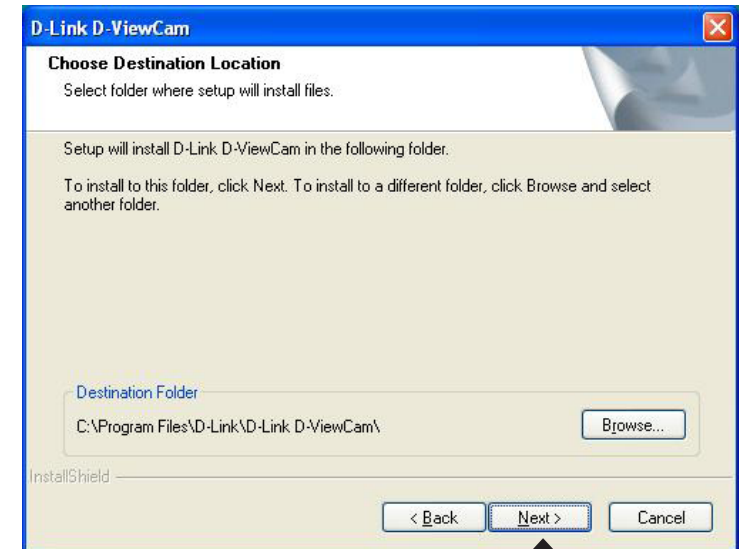 D-Link D-ViewCam
Choose Destination Location
Select folder where setup will install files.
Setup will install D-Link D-ViewCam in the following folder.
To install to this folder, click Next. To install to a different folder, click Browse and select
another folder.
Destination Folder
C:\Program Files\D-Link\D-Link D-ViewCam\
Browse...
InstallShield
< Back
Next >
Cancel